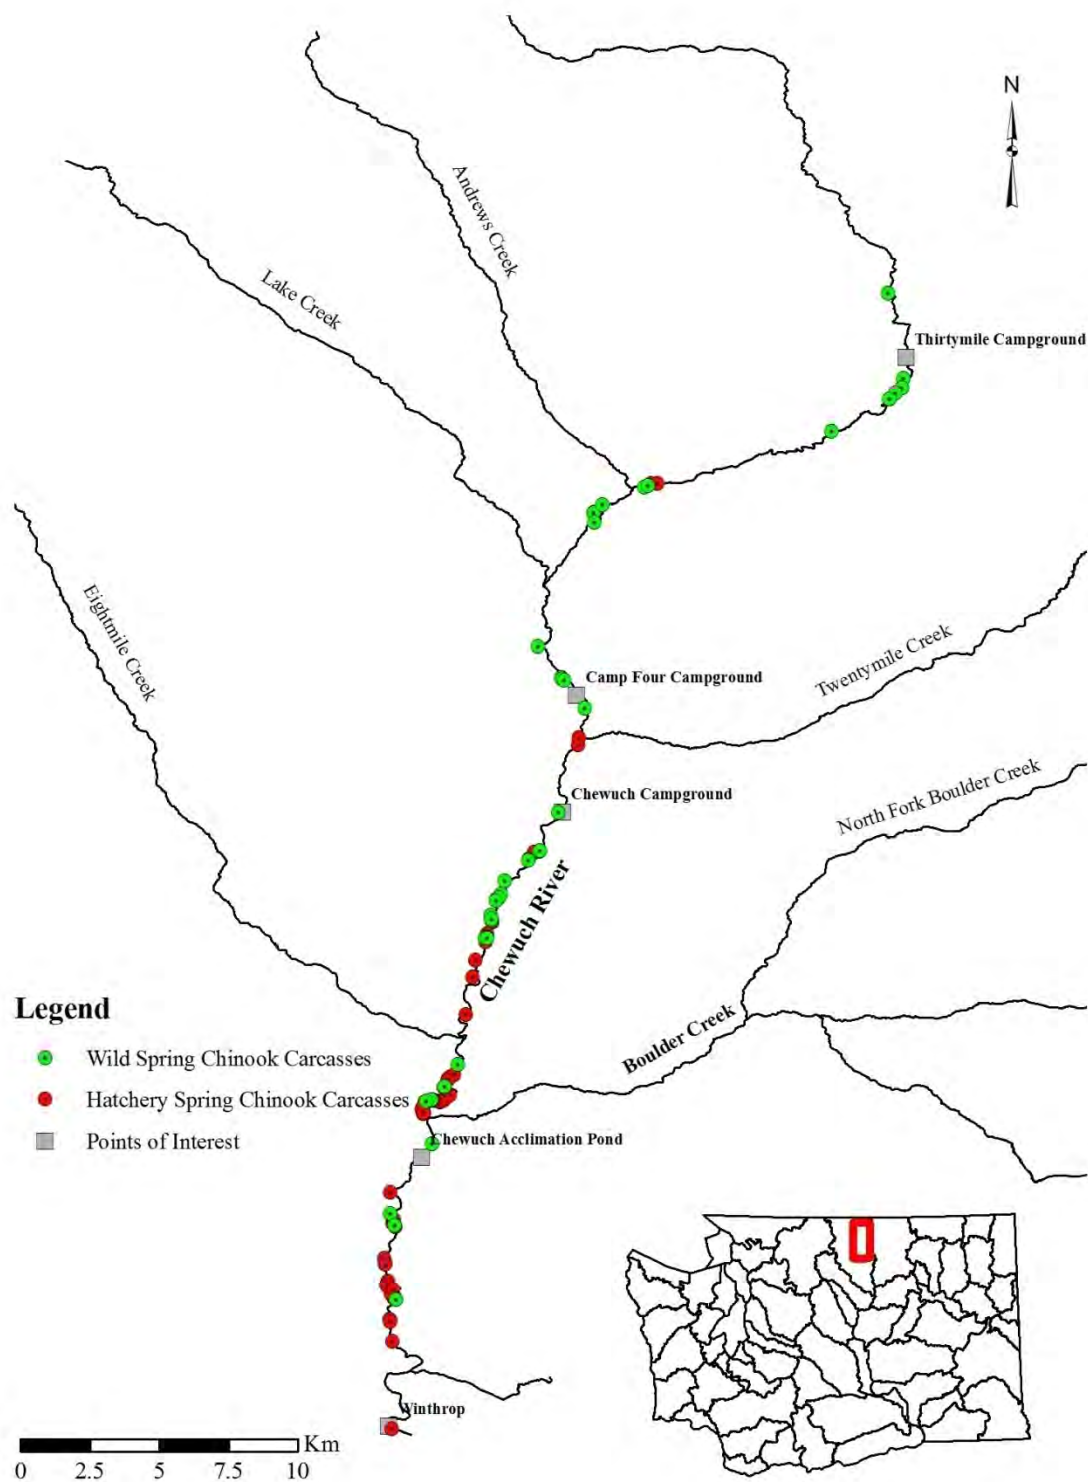 N
Andrews Creek
Lake Creek
Thirtymile Campground
Eightmile Creek
Twentymile Creek
Camp Four Campground
North Fork Boulder Creek
Chewuch Campground
Chewuch River
Boulder Creek
Legend
Wild Spring Chinook Carcasses
Hatchery Spring Chinook Carcasses
Points of Interest
Chewuch Acclimation Pond
Winthrop
Km
0 2.5 5 7.5 10